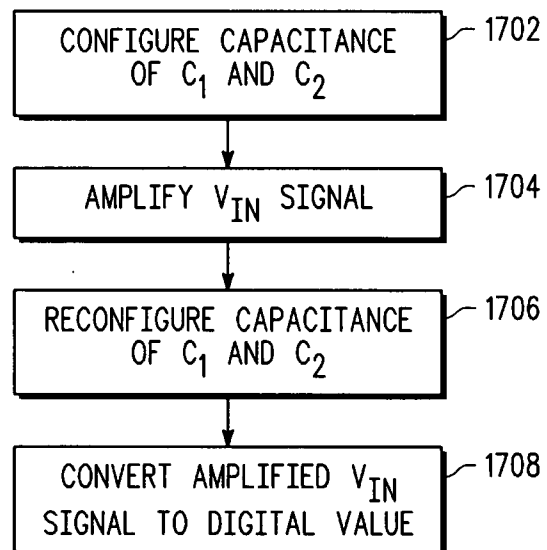 CONFIGURE CAPACITANCE
OF C1 AND C2
1702
AMPLIFY VIN SIGNAL
1704
RECONFIGURE CAPACITANCE
OF C1 AND C2
1706
CONVERT AMPLIFIED VIN
SIGNAL TO DIGITAL VALUE
1708